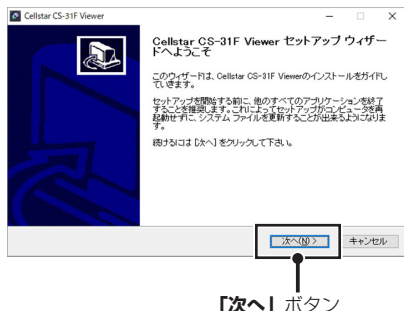 Cellstar CS-31F Viewer
Cellstar CS-31F Viewer セットアップ ウィザー
ドへようこそ
このウィザードは、Cellstar CS-31F Viewerのインストールをガイドし
ていきます。
セットアップを開始する前に、他のすべてのアプリケーションを終了
することを推奨します。これによってセットアップがコンピュータを再
起動せずに、システム ファイルを更新することが出来るようになりま
す。
続けるには [次へ] をクリックして下さい。
次へ(N) >
キャンセル
「次へ」ボタン